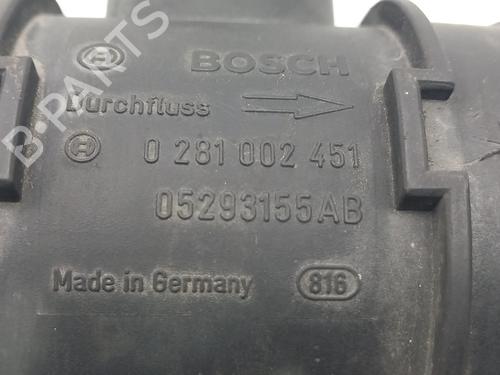 BOSCH
Durchfluss
0 281 002 451
05293155AB
Made in Germany 816
B-PARTS